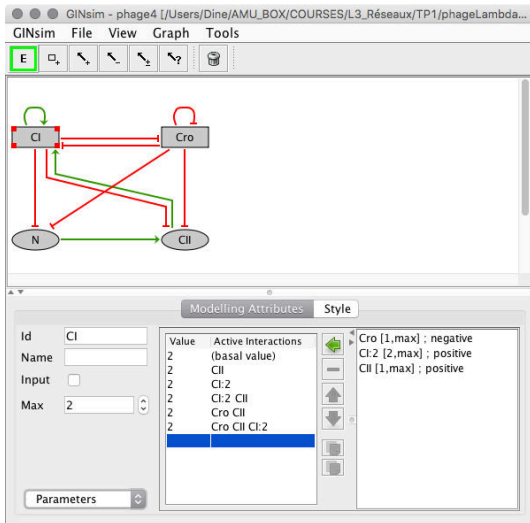 GINsim - phage4 [/Users/Dine/AMU_BOX/COURSES/L3_Réseaux/TP1/phageLambda...
GINsim File View Graph Tools
E
CI
Cro
N
CII
Modelling Attributes Style
Id CI
Name
Input
Max 2
Parameters
Value Active Interactions
2 (basal value)
2 CII
2 CI:2
2 CI:2 CII
2 Cro CII
2 Cro CII CI:2
Cro [1,max] ; negative
CI:2 [2,max] ; positive
CII [1,max] ; positive